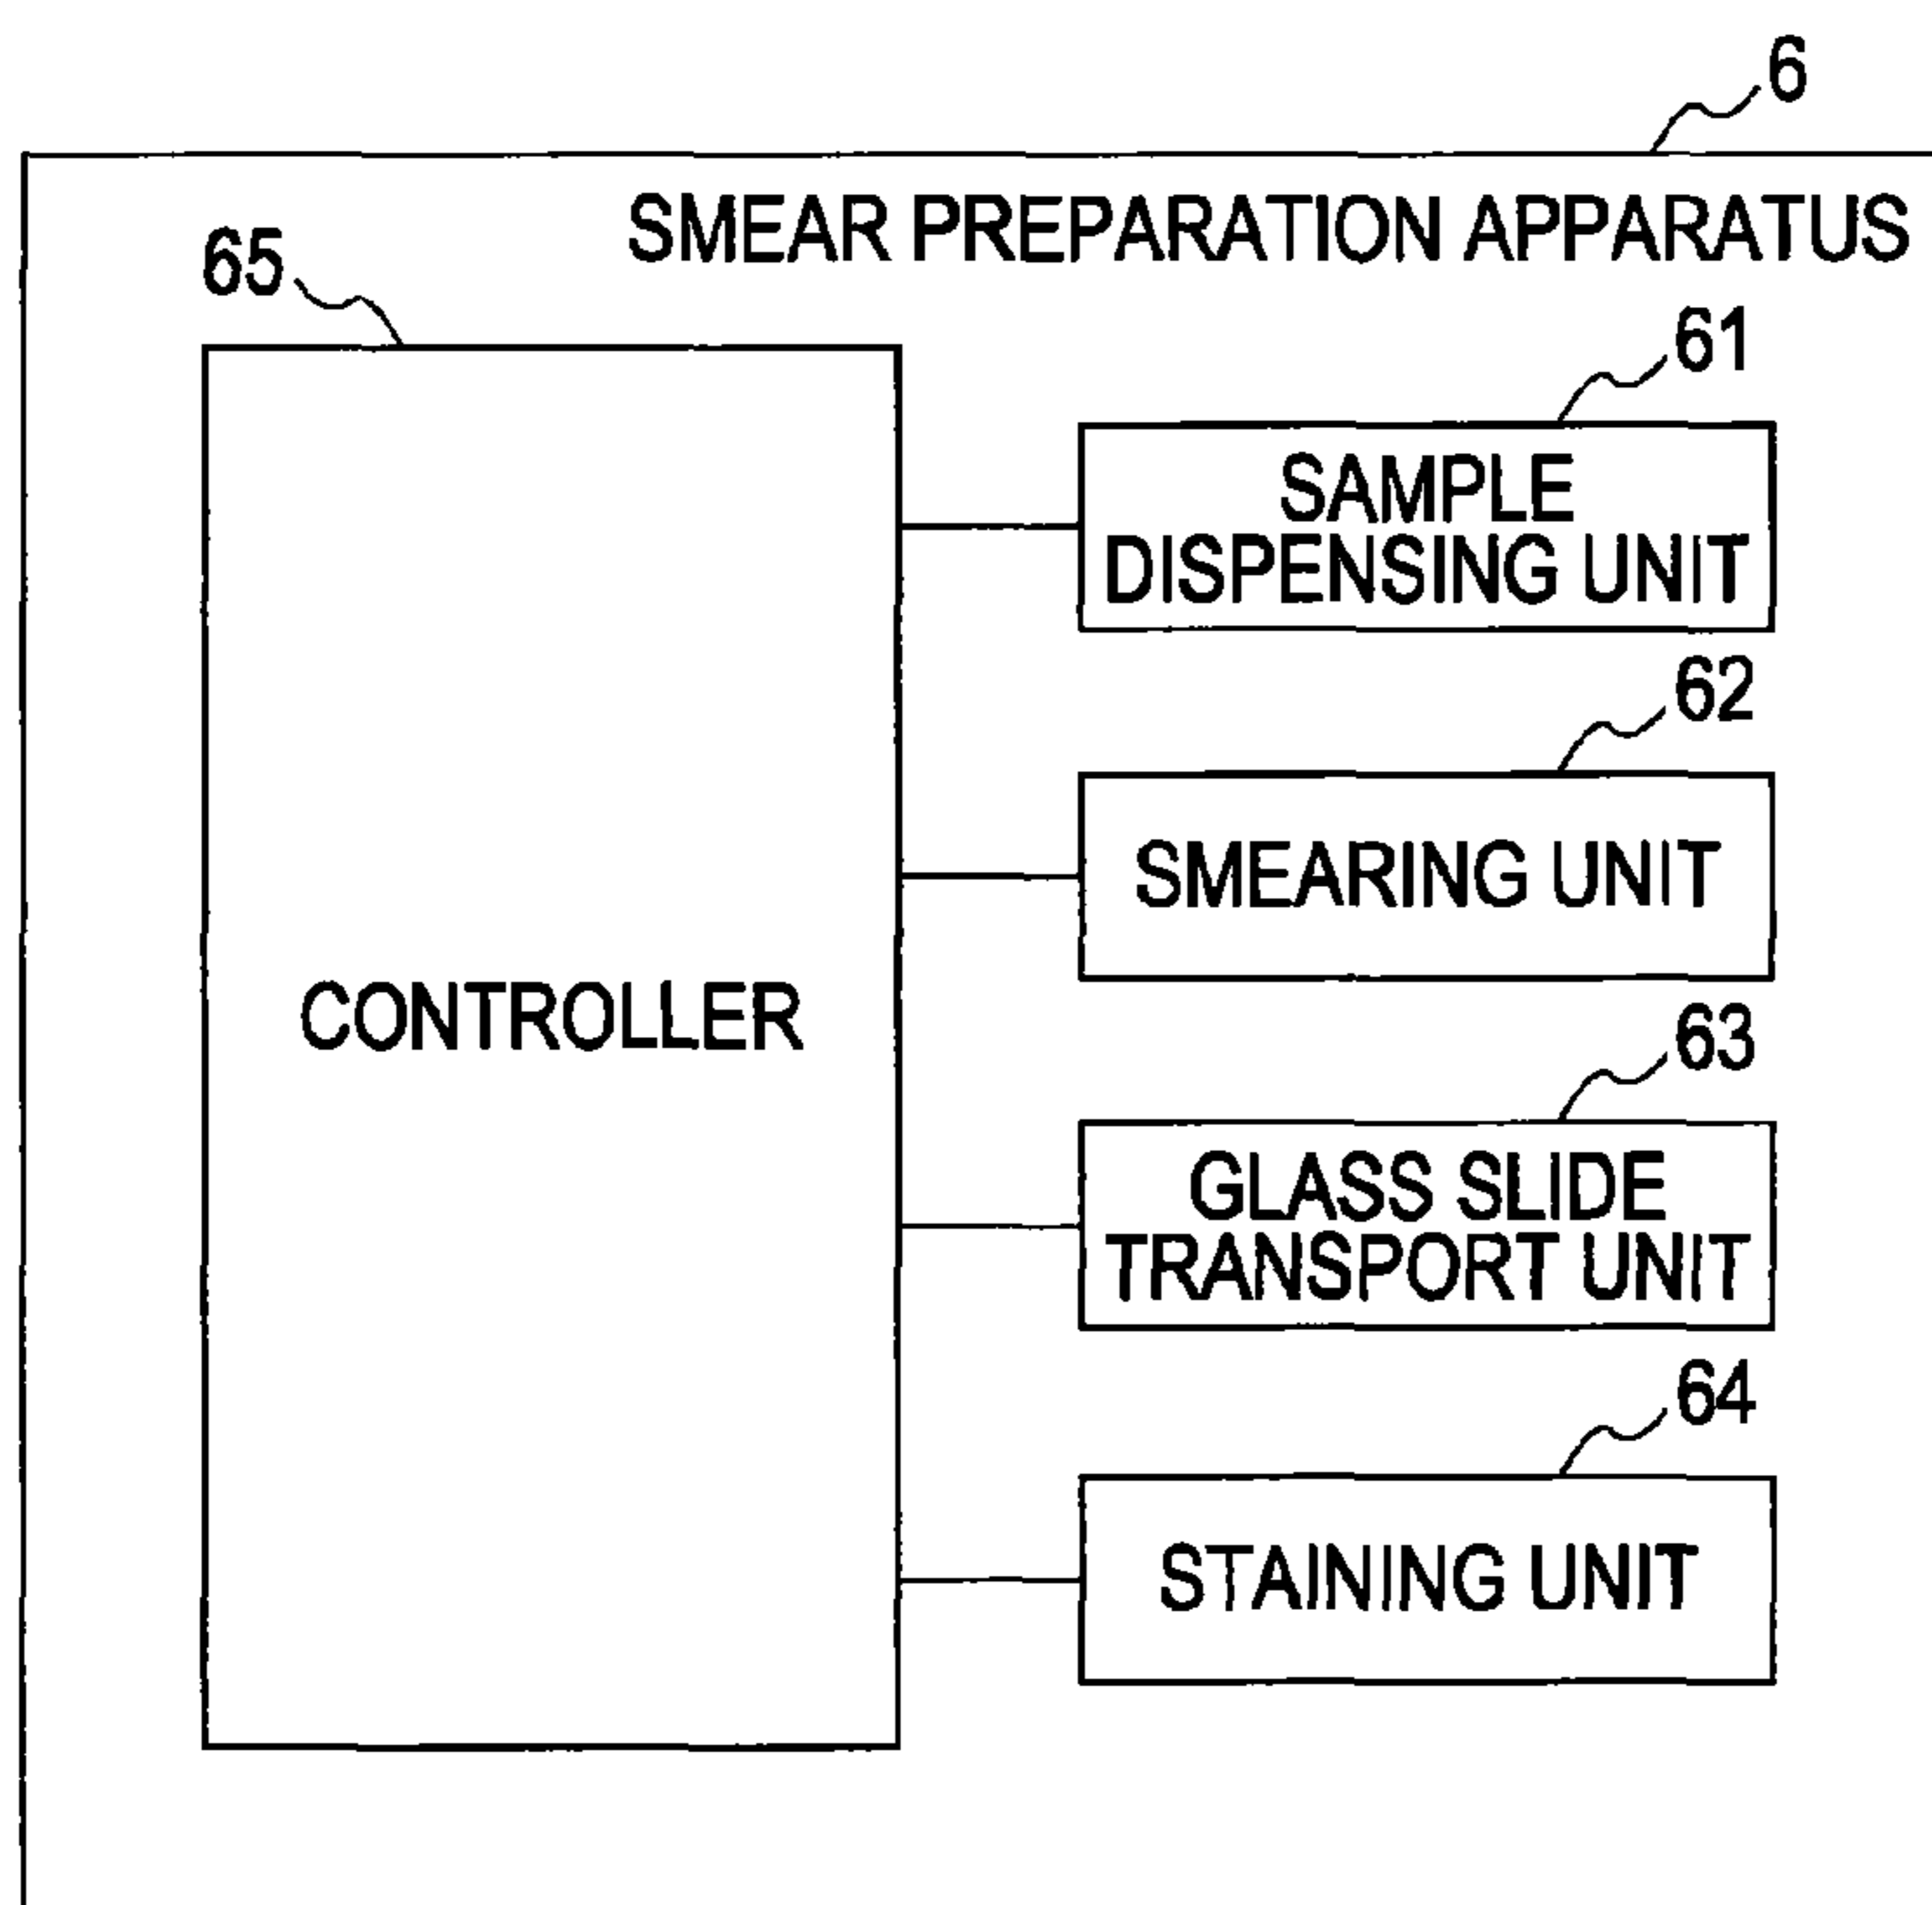 6
SMEAR PREPARATION APPARATUS
65
61
SAMPLE
DISPENSING UNIT
62
SMEARING UNIT
CONTROLLER
63
GLASS SLIDE
TRANSPORT UNIT
64
STAINING UNIT